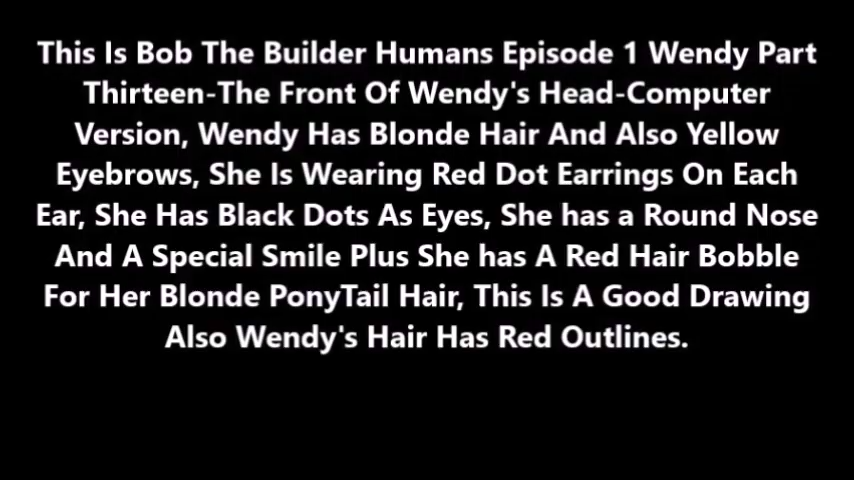 This Is Bob The Builder Humans Episode 1 Wendy Part
Thirteen-The Front Of Wendy's Head-Computer
Version, Wendy Has Blonde Hair And Also Yellow
Eyebrows, She Is Wearing Red Dot Earrings On Each
Ear, She Has Black Dots As Eyes, She has a Round Nose
And A Special Smile Plus She has A Red Hair Bobble
For Her Blonde PonyTail Hair, This Is A Good Drawing
Also Wendy's Hair Has Red Outlines.